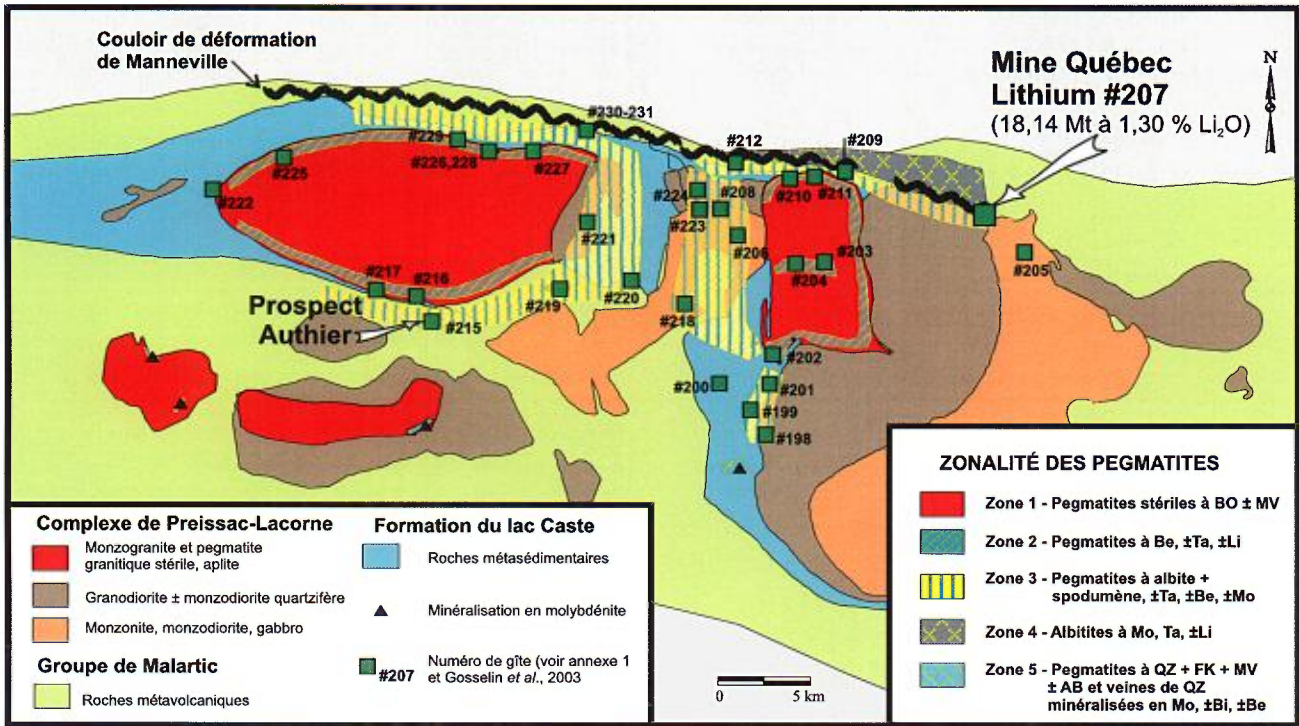 Couloir de déformation
de Manneville
Mine Québec
Lithium #207
(18,14 Mt à 1,30 % Li₂O)
N
#230-231
#229
#226,228
#227
#225
#222
#212
#209
#224
#208
#210
#211
#223
#221
#206
#203
#204
#205
#217
#216
#219
#220
#218
Prospect
Authier
#215
#202
#200
#201
#199
#198
0 5 km
Complexe de Preissac-Lacorne
Monzogranite et pegmatite
granitique stérile, aplite
Granodiorite ± monzodiorite quartzifère
Monzonite, monzodiorite, gabbro
Groupe de Malartic
Roches métavolcaniques
Formation du lac Caste
Roches métasédimentaires
Minéralisation en molybdénite
Numéro de gîte (voir annexe 1
#207 et Gosselin et al., 2003
ZONALITÉ DES PEGMATITES
Zone 1 - Pegmatites stériles à BO ± MV
Zone 2 - Pegmatites à Be, ±Ta, ±Li
Zone 3 - Pegmatites à albite +
spodumène, ±Ta, ±Be, ±Mo
Zone 4 - Albitites à Mo, Ta, ±Li
Zone 5 - Pegmatites à QZ + FK + MV
± AB et veines de QZ
minéralisées en Mo, ±Bi, ±Be